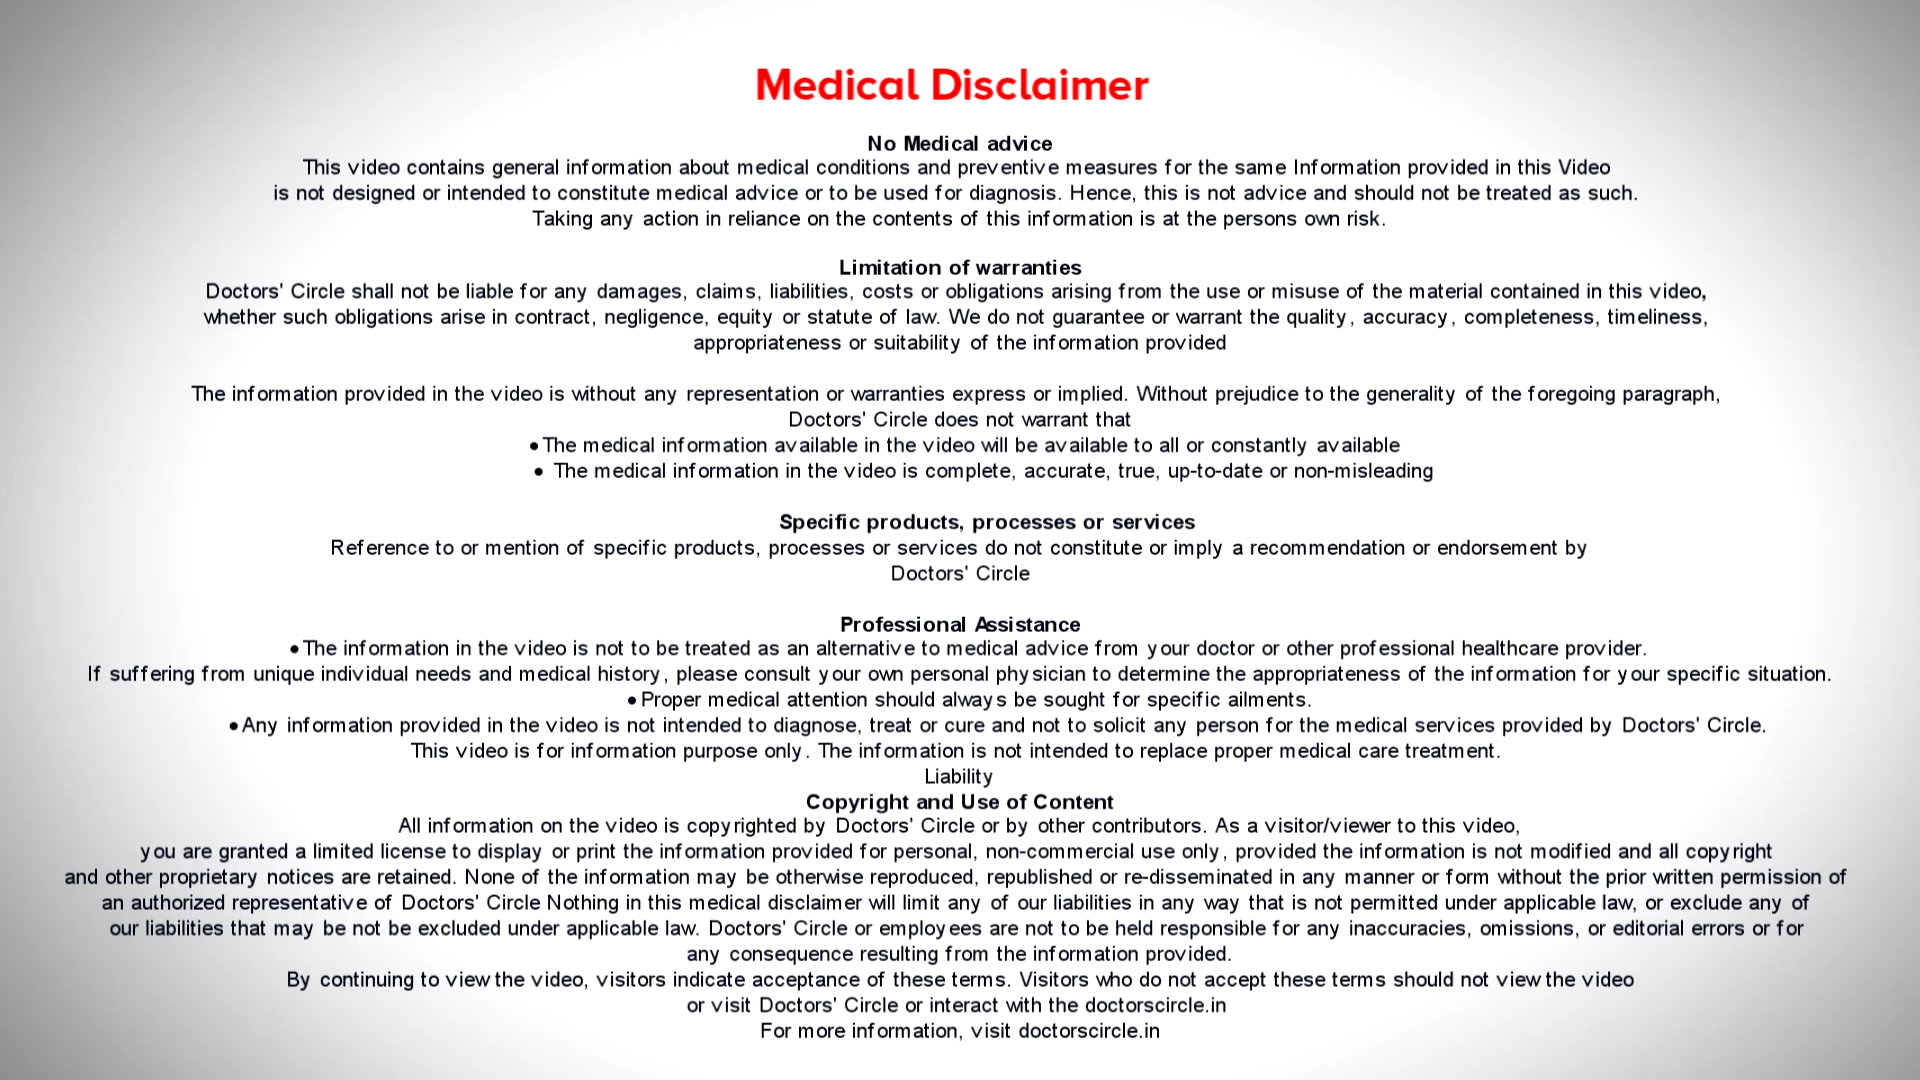 Medical Disclaimer
No Medical advice
This video contains general information about medical conditions and preventive measures for the same Information provided in this Video
is not designed or intended to constitute medical advice or to be used for diagnosis. Hence, this is not advice and should not be treated as such.
Taking any action in reliance on the contents of this information is at the persons own risk.
Limitation of warranties
Doctors' Circle shall not be liable for any damages, claims, liabilities, costs or obligations arising from the use or misuse of the material contained in this video,
whether such obligations arise in contract, negligence, equity or statute of law. We do not guarantee or warrant the quality, accuracy, completeness, timeliness,
appropriateness or suitability of the information provided
The information provided in the video is without any representation or warranties express or implied. Without prejudice to the generality of the foregoing paragraph,
Doctors' Circle does not warrant that
• The medical information available in the video will be available to all or constantly available
• The medical information in the video is complete, accurate, true, up-to-date or non-misleading
Specific products, processes or services
Reference to or mention of specific products, processes or services do not constitute or imply a recommendation or endorsement by
Doctors' Circle
Professional Assistance
• The information in the video is not to be treated as an alternative to medical advice from your doctor or other professional healthcare provider.
If suffering from unique individual needs and medical history, please consult your own personal physician to determine the appropriateness of the information for your specific situation.
• Proper medical attention should always be sought for specific ailments.
• Any information provided in the video is not intended to diagnose, treat or cure and not to solicit any person for the medical services provided by Doctors' Circle.
This video is for information purpose only. The information is not intended to replace proper medical care treatment.
Liability
Copyright and Use of Content
All information on the video is copyrighted by Doctors' Circle or by other contributors. As a visitor/viewer to this video,
you are granted a limited license to display or print the information provided for personal, non-commercial use only, provided the information is not modified and all copyright
and other proprietary notices are retained. None of the information may be otherwise reproduced, republished or re-disseminated in any manner or form without the prior written permission of
an authorized representative of Doctors' Circle Nothing in this medical disclaimer will limit any of our liabilities in any way that is not permitted under applicable law, or exclude any of
our liabilities that may be not be excluded under applicable law. Doctors' Circle or employees are not to be held responsible for any inaccuracies, omissions, or editorial errors or for
any consequence resulting from the information provided.
By continuing to view the video, visitors indicate acceptance of these terms. Visitors who do not accept these terms should not view the video
or visit Doctors' Circle or interact with the doctorscircle.in
For more information, visit doctorscircle.in